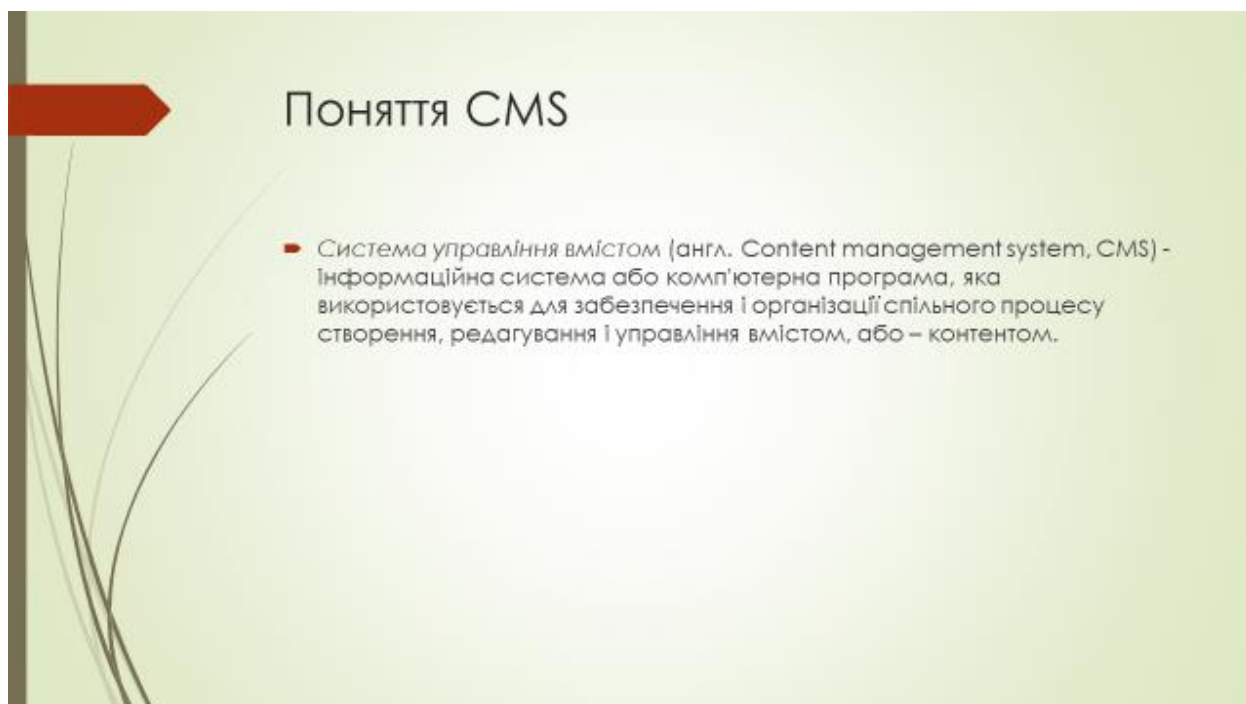 Поняття CMS
Система управління вмістом (англ. Content management system, CMS) -
інформаційна система або комп'ютерна програма, яка
використовується для забезпечення і організації спільного процесу
створення, редагування і управління вмістом, або – контентом.